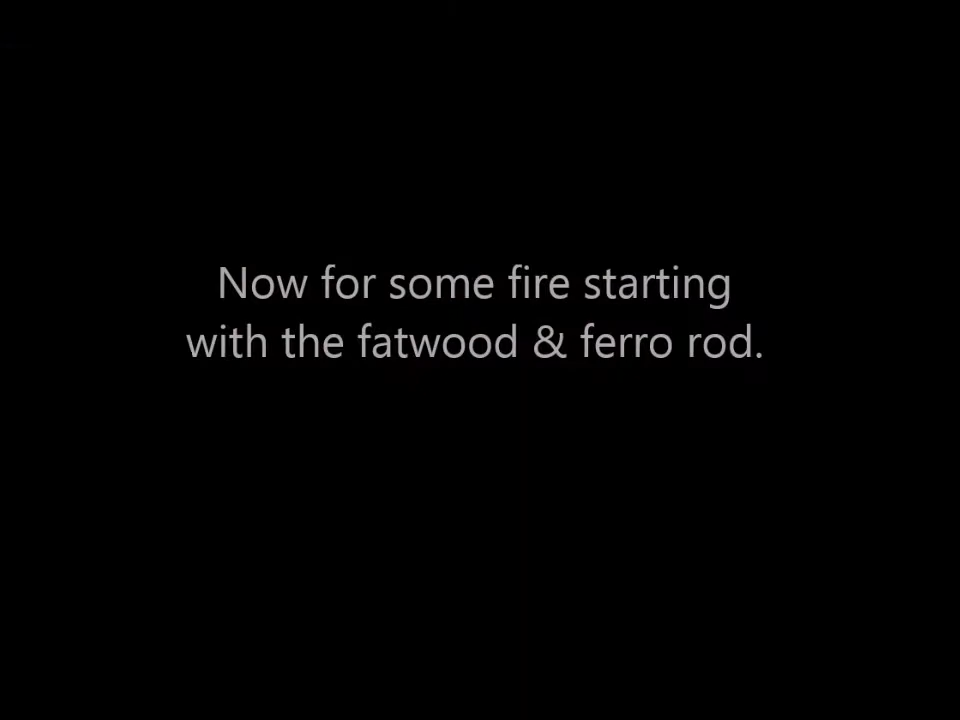 Now for some fire starting
with the fatwood & ferro rod.